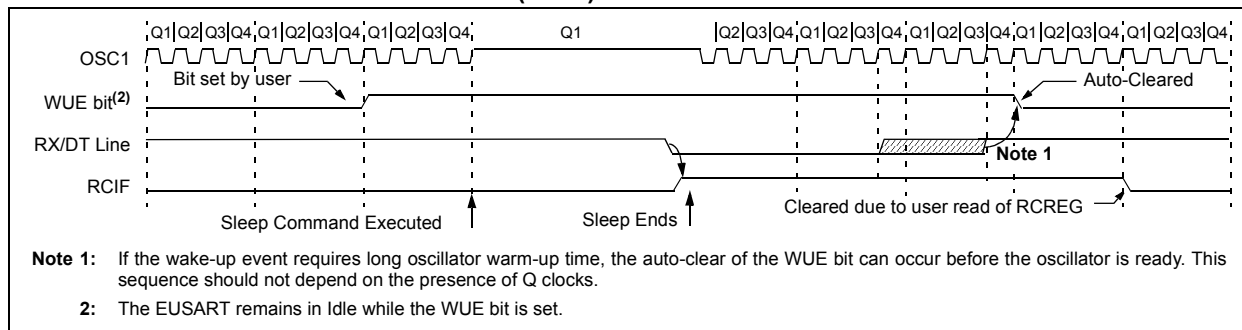 Q1 Q2 Q3 Q4 Q1 Q2 Q3 Q4 Q1 Q2 Q3 Q4 Q1 Q2 Q3 Q4 Q1 Q2 Q3 Q4 Q1 Q2 Q3 Q4 Q1 Q2 Q3 Q4 Q1 Q2 Q3 Q4
OSC1
Bit set by user
Auto-Cleared
WUE bit(2)
RX/DT Line
Note 1
RCIF
Sleep Command Executed
Sleep Ends
Cleared due to user read of RCREG
Note 1: If the wake-up event requires long oscillator warm-up time, the auto-clear of the WUE bit can occur before the oscillator is ready. This
sequence should not depend on the presence of Q clocks.
2: The EUSART remains in Idle while the WUE bit is set.